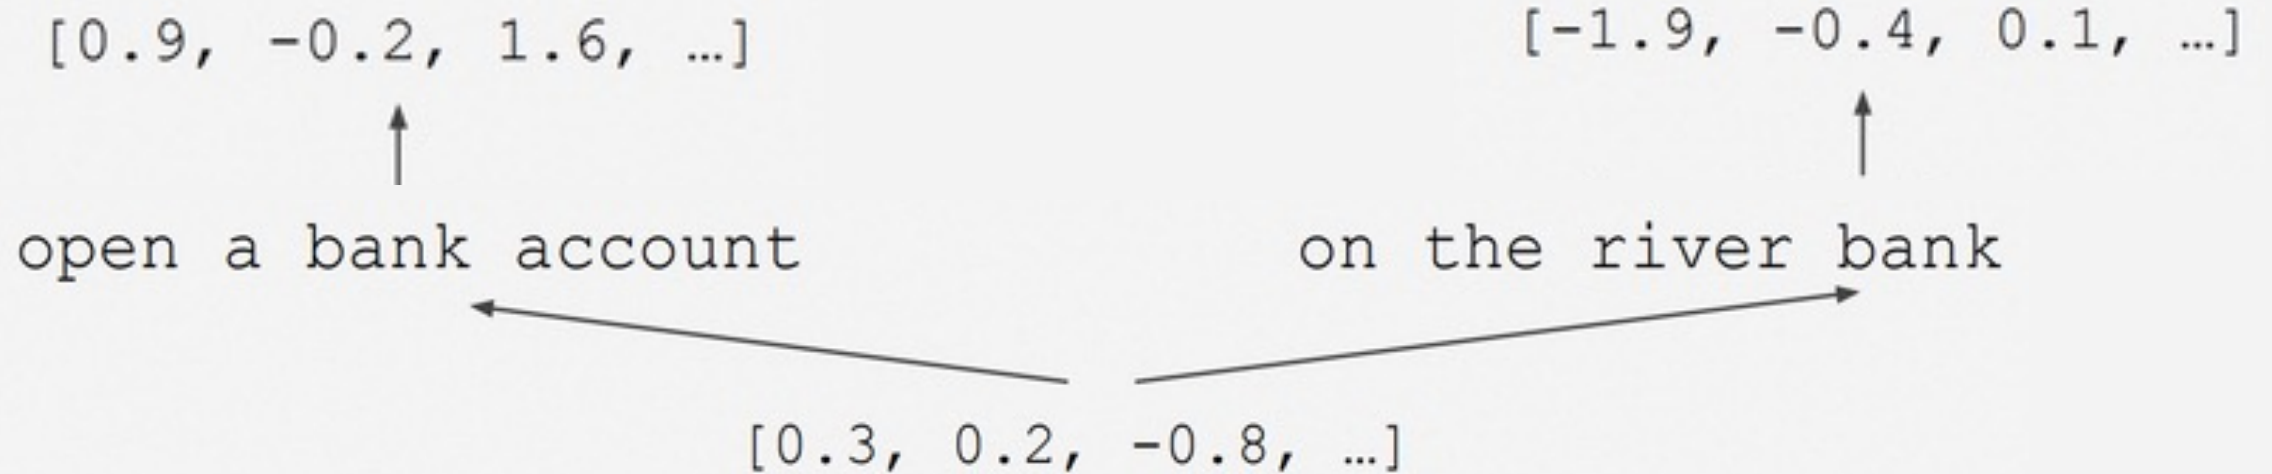 [0.9, -0.2, 1.6, …]
[-1.9, -0.4, 0.1, …]
open a bank account
on the river bank
[0.3, 0.2, -0.8, …]